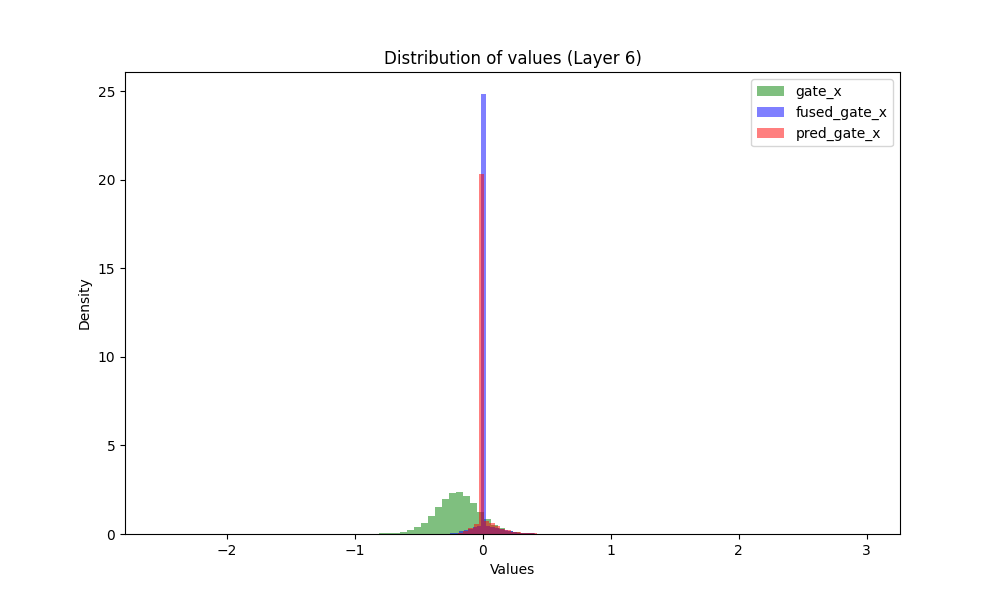 Distribution of values (Layer 6)
gate_x
fused_gate_x
pred_gate_x
25
20
15
10
5
0
Density
−2
−1
0
1
2
3
Values